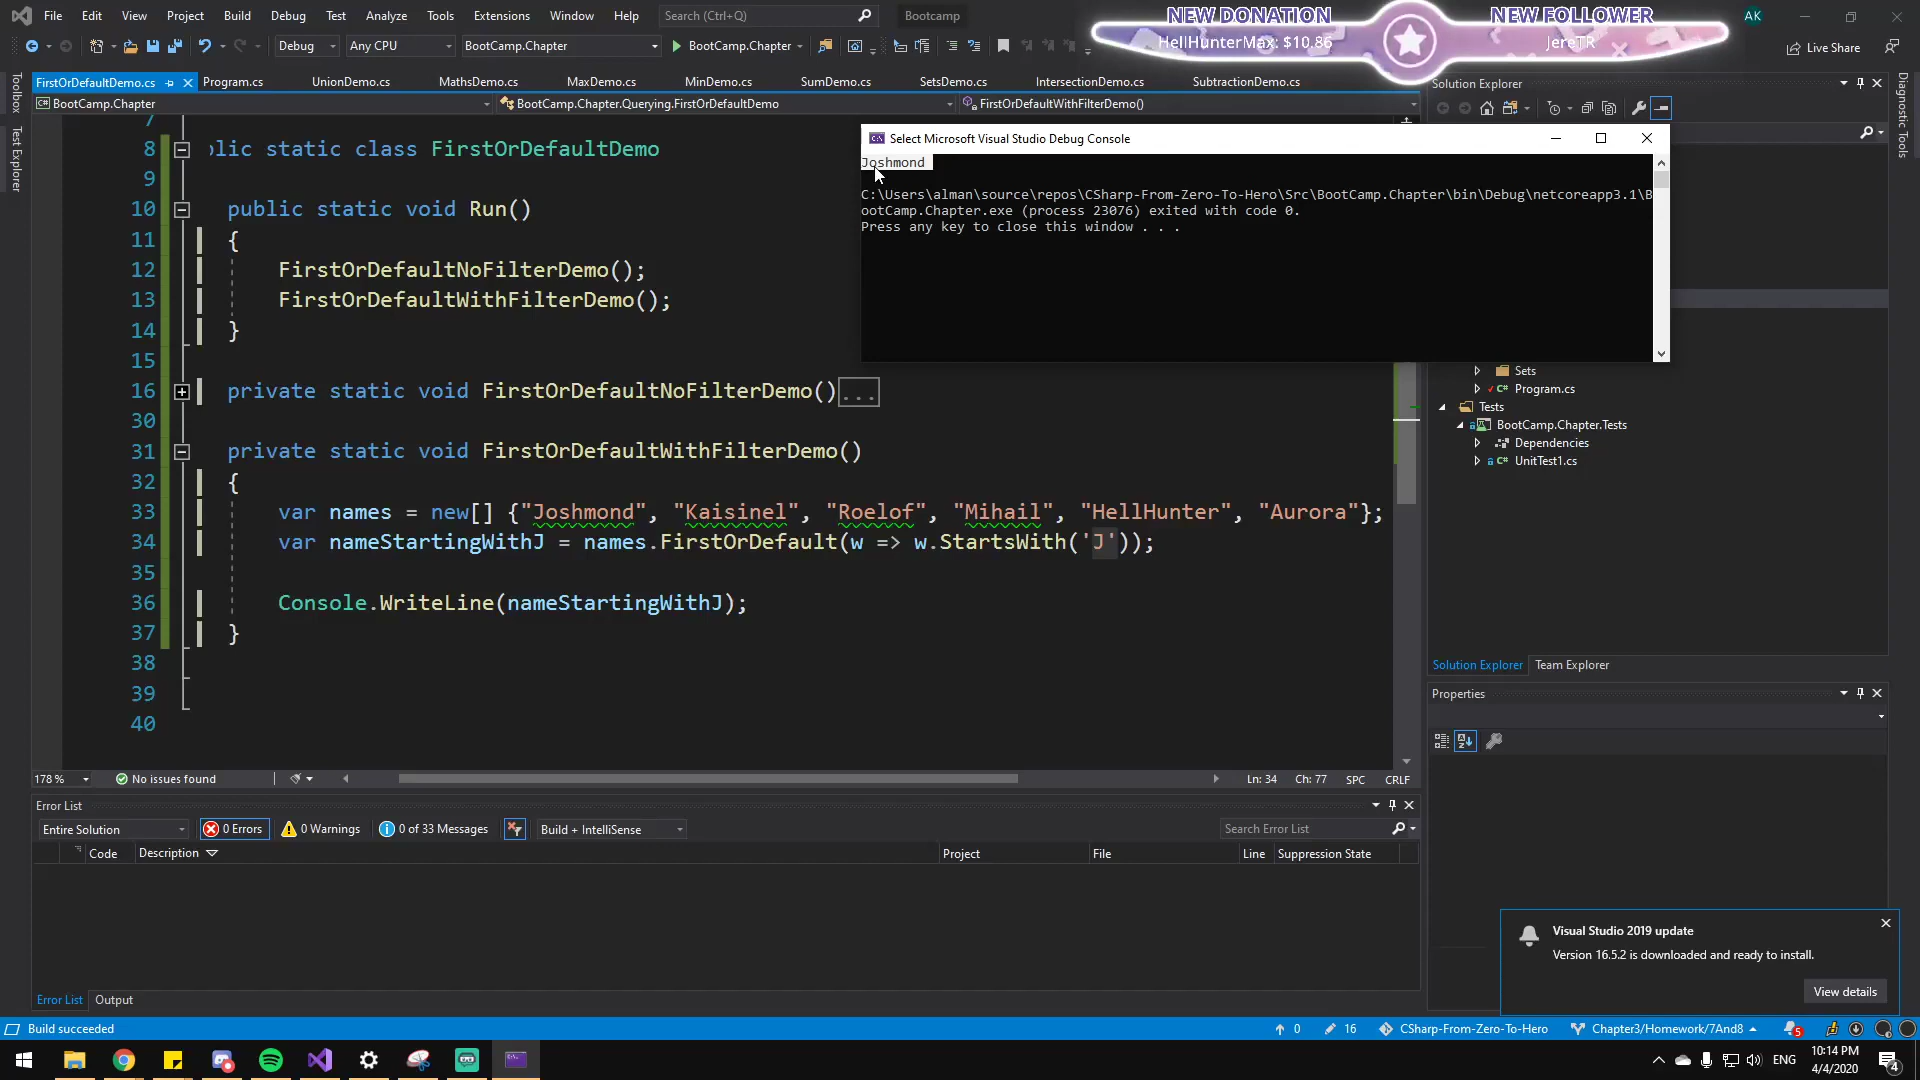 File Edit View Project Build Debug Test Analyze Tools Extensions Window Help Search (Ctrl+Q) Bootcamp
NEW DONATION
HellHunterMax: $10.86
NEW FOLLOWER
JereTR
AK
Debug Any CPU BootCamp.Chapter BootCamp.Chapter Live Share
FirstOrDefaultDemo.cs Program.cs UnionDemo.cs MathsDemo.cs MaxDemo.cs MinDemo.cs SumDemo.cs SetsDemo.cs IntersectionDemo.cs SubtractionDemo.cs
BootCamp.Chapter BootCamp.Chapter.Querying.FirstOrDefaultDemo FirstOrDefaultWithFilterDemo()
Toolbox
Test Explorer
7
8 blic static class FirstOrDefaultDemo
9
10 public static void Run()
11 {
12 FirstOrDefaultNoFilterDemo();
13 FirstOrDefaultWithFilterDemo();
14 }
15
16 private static void FirstOrDefaultNoFilterDemo()...
30
31 private static void FirstOrDefaultWithFilterDemo()
32 {
33 var names = new[] {"Joshmond", "Kaisinel", "Roelof", "Mihail", "HellHunter", "Aurora"};
34 var nameStartingWithJ = names.FirstOrDefault(w => w.StartsWith('J'));
35
36 Console.WriteLine(nameStartingWithJ);
37 }
38
39
40
Select Microsoft Visual Studio Debug Console
Joshmond
C:\Users\alman\source\repos\CSharp-From-Zero-To-Hero\Src\BootCamp.Chapter\bin\Debug\netcoreapp3.1\B
ootCamp.Chapter.exe (process 23076) exited with code 0.
Press any key to close this window . . .
178 % No issues found Ln: 34 Ch: 77 SPC CRLF
Solution Explorer
Sets
Program.cs
Tests
BootCamp.Chapter.Tests
Dependencies
UnitTest1.cs
Solution Explorer Team Explorer
Properties
Diagnostic Tools
Error List
Entire Solution 0 Errors 0 Warnings 0 of 33 Messages Build + IntelliSense Search Error List
Code Description Project File Line Suppression State
Error List Output
Visual Studio 2019 update
Version 16.5.2 is downloaded and ready to install.
View details
Build succeeded 0 16 CSharp-From-Zero-To-Hero Chapter3/Homework/7And8 5
ENG
10:14 PM
4/4/2020
4